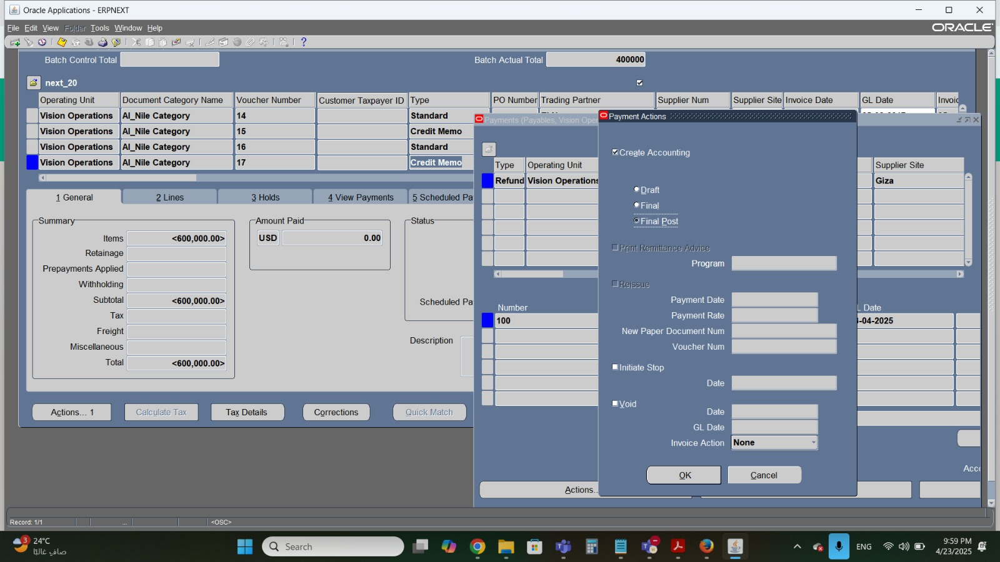 Oracle Applications - ERPNEXT
File Edit View Folder Tools Window Help
ORACLE
Batch Control Total
Batch Actual Total 400000
next_20
Operating Unit Document Category Name Voucher Number Customer Taxpayer ID Type PO Number Trading Partner Supplier Num Supplier Site Invoice Date GL Date Invoic
Vision Operations Al_Nile Category 14 Standard
Vision Operations Al_Nile Category 15 Credit Memo
Vision Operations Al_Nile Category 16 Standard
Vision Operations Al_Nile Category 17 Credit Memo
1 General 2 Lines 3 Holds 4 View Payments 5 Scheduled Pa
Summary
Items <600,000.00>
Retainage
Prepayments Applied
Withholding
Subtotal <600,000.00>
Tax
Freight
Miscellaneous
Total <600,000.00>
Amount Paid
USD 0.00
Status
Scheduled Pa
Description
Actions... 1 Calculate Tax Tax Details Corrections Quick Match
Payments (Payables, Vision Ope
Type Operating Unit Supplier Site
Refund Vision Operations Giza
Number L Date
100 -04-2025
Acc
Actions..
Payment Actions
Create Accounting
Draft
Final
Final Post
Print Remittance Advice
Program
Reissue
Payment Date
Payment Rate
New Paper Document Num
Voucher Num
Initiate Stop
Date
Void
Date
GL Date
Invoice Action None
OK Cancel
Record: 1/1 ... <OSC>
3 24°C
صافٍ غالبًا
Search
ENG
9:59 PM
4/23/2025